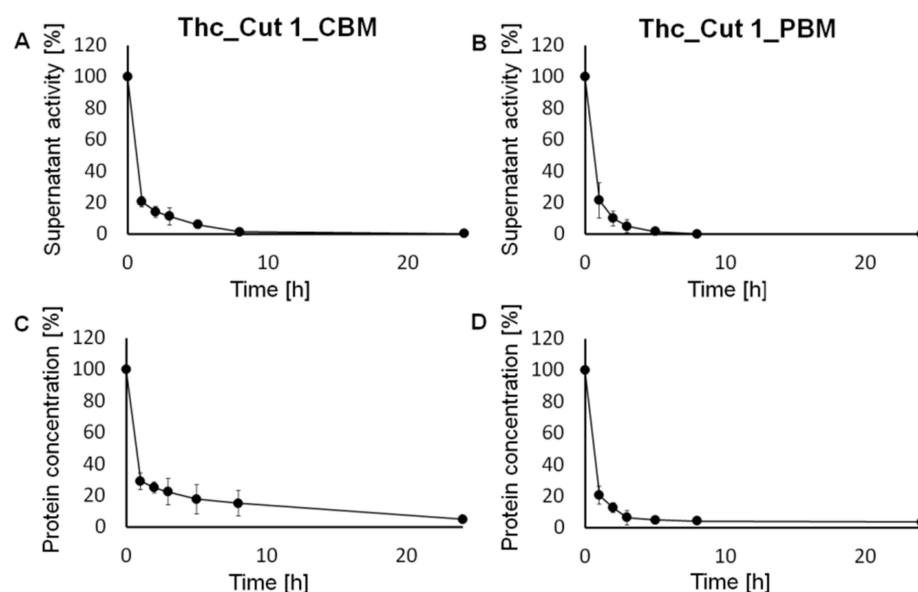 A
Thc_Cut 1_CBM
Supernatant activity [%]
120
100
80
60
40
20
0
0
10
20
Time [h]
B
Thc_Cut 1_PBM
Supernatant activity [%]
120
100
80
60
40
20
0
0
10
20
Time [h]
C
Protein concentration [%]
120
100
80
60
40
20
0
0
10
20
Time [h]
D
Protein concentration [%]
120
100
80
60
40
20
0
0
10
20
Time [h]